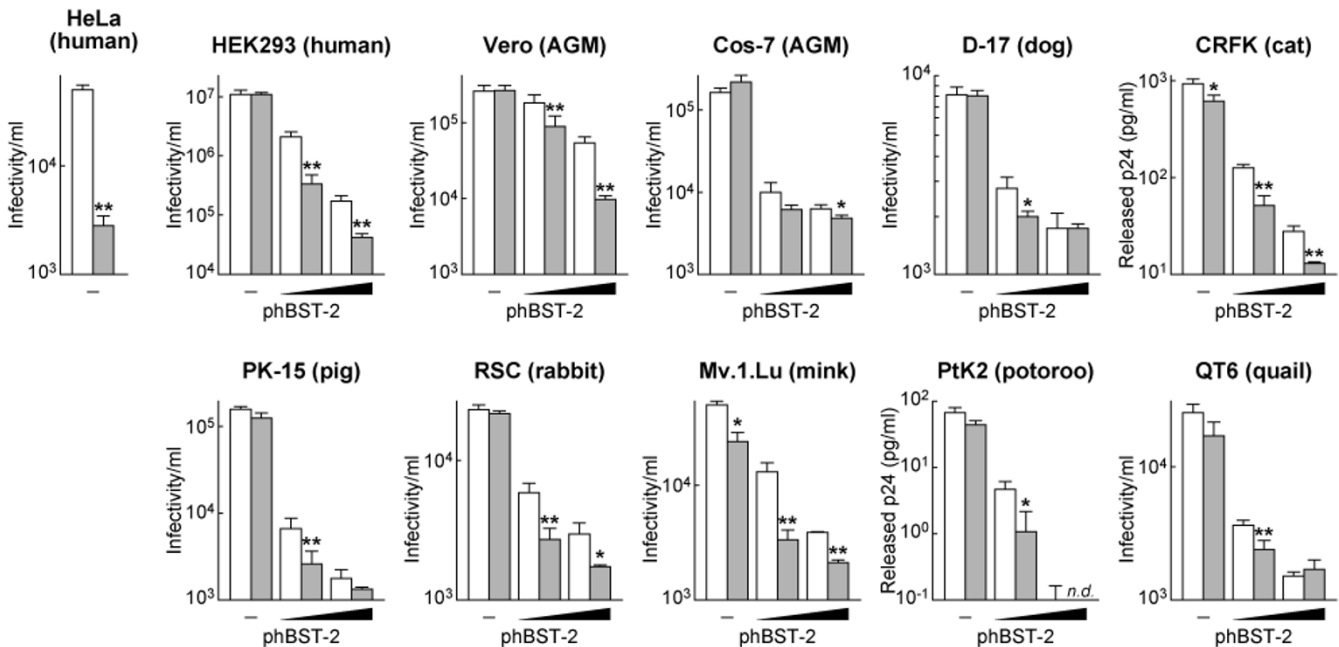 HeLa
(human)
HEK293 (human)
Vero (AGM)
Cos-7 (AGM)
D-17 (dog)
CRFK (cat)
Infectivity/ml
10⁴
10³
**
–
Infectivity/ml
10⁷
10⁶
10⁵
10⁴
**
**
–
phBST-2
Infectivity/ml
10⁵
10⁴
10³
**
**
–
phBST-2
Infectivity/ml
10⁵
10⁴
10³
*
–
phBST-2
Infectivity/ml
10⁴
10³
*
–
phBST-2
Released p24 (pg/ml)
10³
10²
10¹
*
**
**
–
phBST-2
PK-15 (pig)
RSC (rabbit)
Mv.1.Lu (mink)
PtK2 (potoroo)
QT6 (quail)
Infectivity/ml
10⁵
10⁴
10³
**
–
phBST-2
Infectivity/ml
10⁴
10³
**
*
–
phBST-2
Infectivity/ml
10⁴
10³
*
**
**
–
phBST-2
Released p24 (pg/ml)
10²
10¹
10⁰
10⁻¹
*
n.d.
–
phBST-2
Infectivity/ml
10⁴
10³
**
–
phBST-2